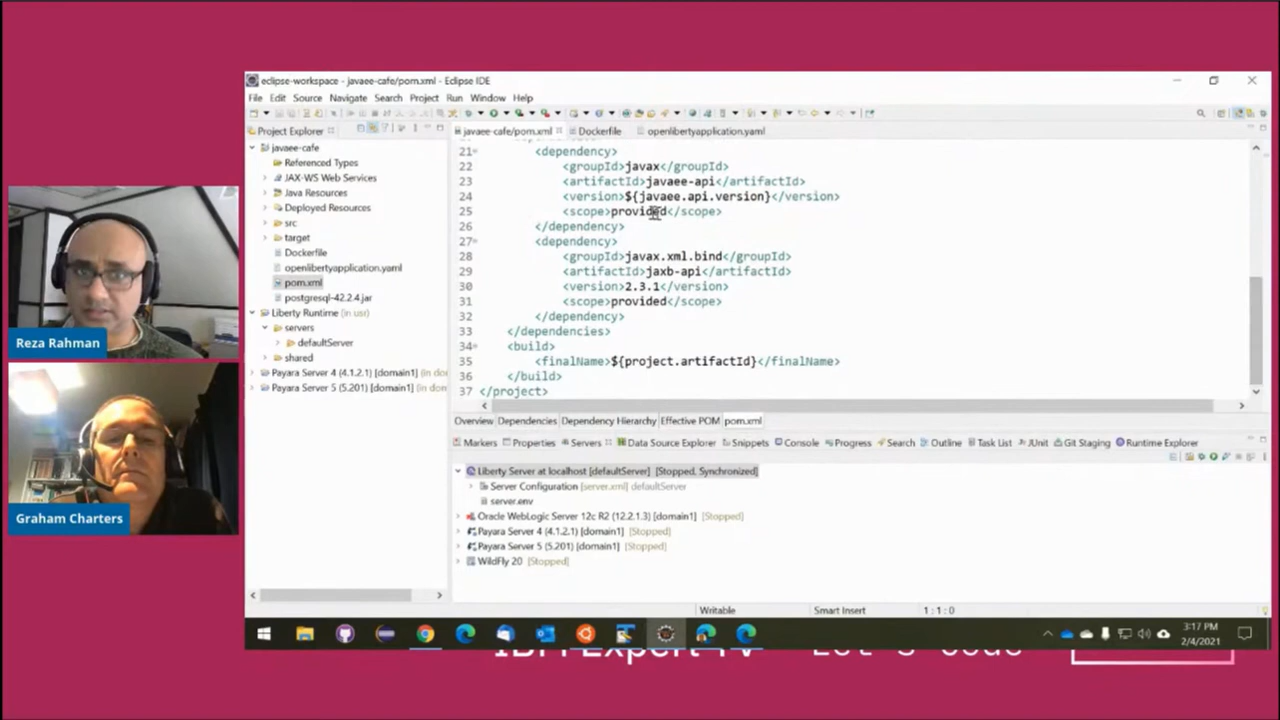 eclipse-workspace - javaee-cafe/pom.xml - Eclipse IDE
File Edit Source Navigate Search Project Run Window Help
Project Explorer
javaee-cafe/pom.xml Dockerfile openlibertyapplication.yaml
javaee-cafe
Referenced Types
JAX-WS Web Services
Java Resources
Deployed Resources
src
target
Dockerfile
openlibertyapplication.yaml
pom.xml
postgresql-42.2.4.jar
Liberty Runtime (in usr)
servers
defaultServer
shared
Payara Server 4 (4.1.2.1) [domain1] (in do
Payara Server 5 (5.201) [domain1] (in dom
21 <dependency>
22 <groupId>javax</groupId>
23 <artifactId>javaee-api</artifactId>
24 <version>${javaee.api.version}</version>
25 <scope>provided</scope>
26 </dependency>
27 <dependency>
28 <groupId>javax.xml.bind</groupId>
29 <artifactId>jaxb-api</artifactId>
30 <version>2.3.1</version>
31 <scope>provided</scope>
32 </dependency>
33 </dependencies>
34 <build>
35 <finalName>${project.artifactId}</finalName>
36 </build>
37 </project>
Overview Dependencies Dependency Hierarchy Effective POM pom.xml
Markers Properties Servers Data Source Explorer Snippets Console Progress Search Outline Task List JUnit Git Staging Runtime Explorer
Liberty Server at localhost [defaultServer] [Stopped, Synchronized]
Server Configuration [server.xml] defaultServer
server.env
Oracle WebLogic Server 12c R2 (12.2.1.3) [domain1] [Stopped]
Payara Server 4 (4.1.2.1) [domain1] [Stopped]
Payara Server 5 (5.201) [domain1] [Stopped]
WildFly 20 [Stopped]
Writable Smart Insert 1 : 1 : 0
3:17 PM
2/4/2021
Reza Rahman
Graham Charters
IBM Expert TV Let's Code